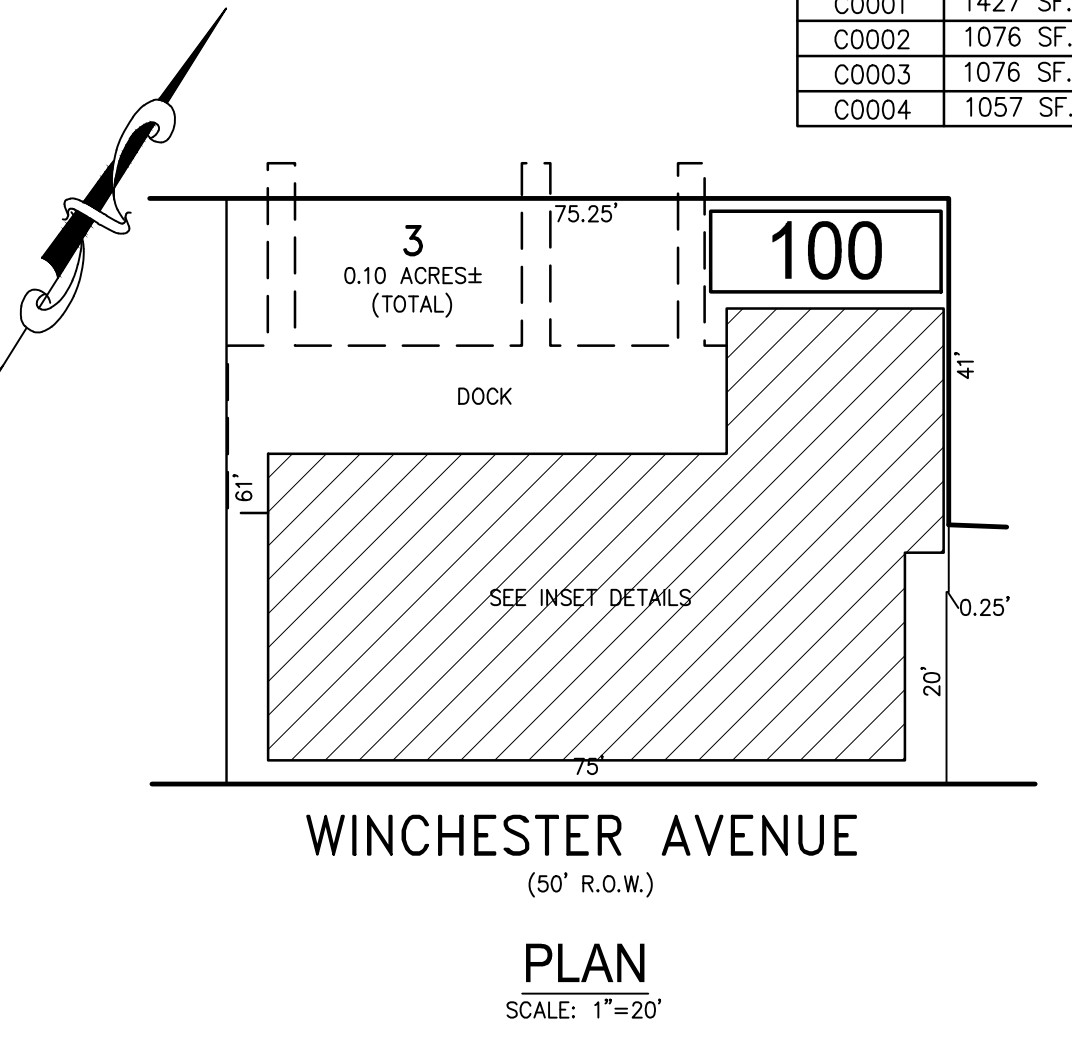 C0001 1427 SF.
C0002 1076 SF.
C0003 1076 SF.
C0004 1057 SF.
75.25'
3
0.10 ACRES±
(TOTAL)
100
41'
DOCK
61'
SEE INSET DETAILS
0.25'
20'
75'
WINCHESTER AVENUE
(50' R.O.W.)
PLAN
SCALE: 1"=20'